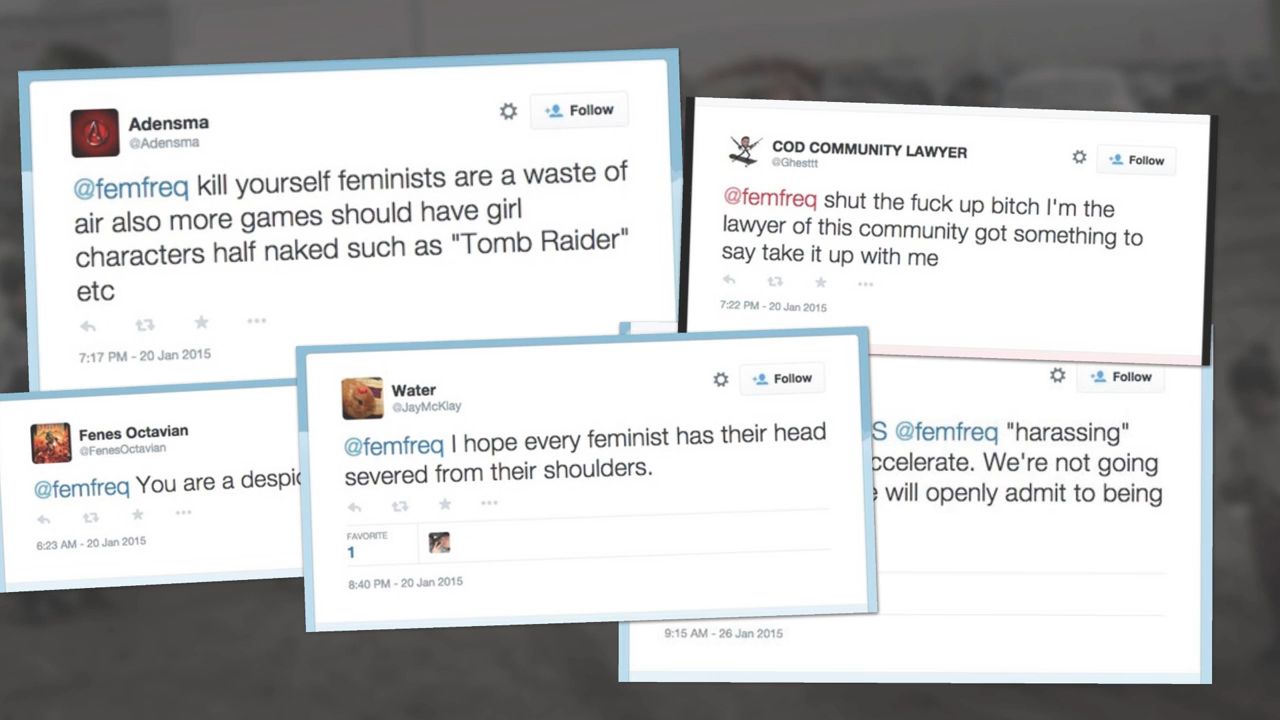 Adensma
@Adensma
Follow
@femfreq kill yourself feminists are a waste of
air also more games should have girl
characters half naked such as "Tomb Raider"
etc
7:17 PM - 20 Jan 2015
COD COMMUNITY LAWYER
@Ghesttt
Follow
@femfreq shut the fuck up bitch I'm the
lawyer of this community got something to
say take it up with me
7:22 PM - 20 Jan 2015
Fenes Octavian
@FenesOctavian
@femfreq You are a
6:23 AM - 20 Jan 2015
Water
@JayMcKlay
Follow
@femfreq I hope every feminist has their head
severed from their shoulders.
FAVORITE
1
8:40 PM - 20 Jan 2015
Follow
@femfreq "harassing"
We're not going
will openly admit to being
9:15 AM - 26 Jan 2015